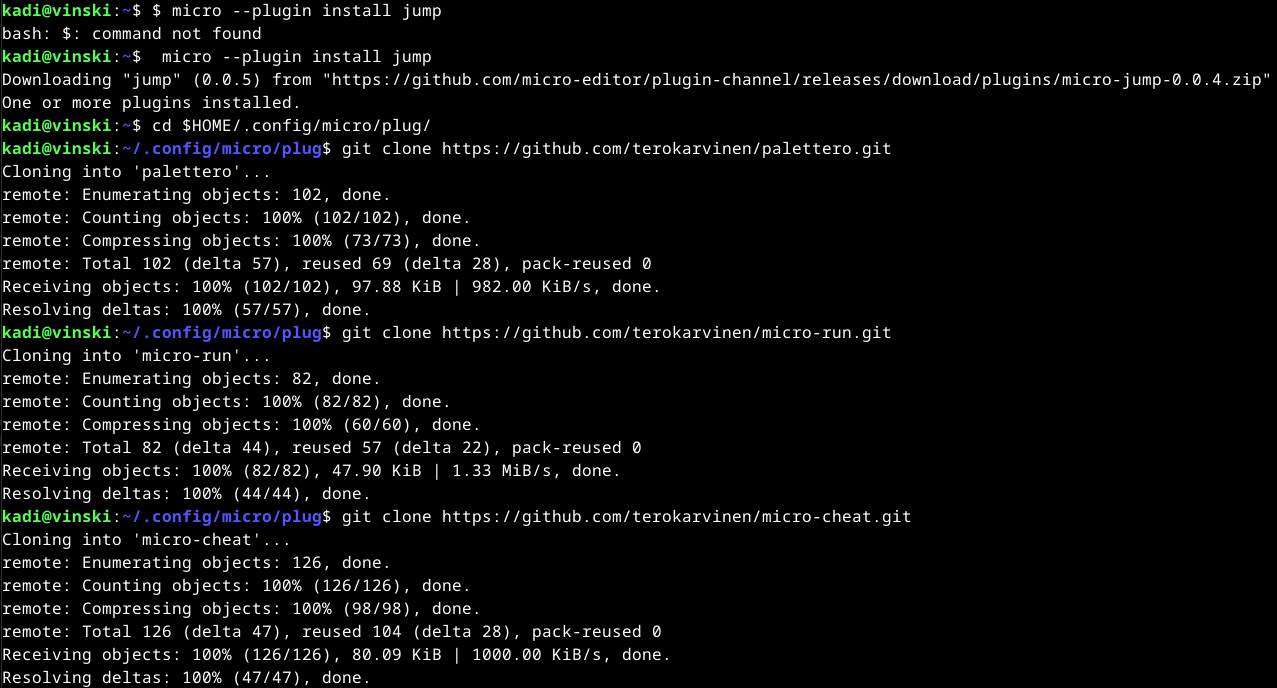 kadi@vinski:~$ $ micro --plugin install jump
bash: $: command not found
kadi@vinski:~$  micro --plugin install jump
Downloading "jump" (0.0.5) from "https://github.com/micro-editor/plugin-channel/releases/download/plugins/micro-jump-0.0.4.zip"
One or more plugins installed.
kadi@vinski:~$ cd $HOME/.config/micro/plug/
kadi@vinski:~/.config/micro/plug$ git clone https://github.com/terokarvinen/palettero.git
Cloning into 'palettero'...
remote: Enumerating objects: 102, done.
remote: Counting objects: 100% (102/102), done.
remote: Compressing objects: 100% (73/73), done.
remote: Total 102 (delta 57), reused 69 (delta 28), pack-reused 0
Receiving objects: 100% (102/102), 97.88 KiB | 982.00 KiB/s, done.
Resolving deltas: 100% (57/57), done.
kadi@vinski:~/.config/micro/plug$ git clone https://github.com/terokarvinen/micro-run.git
Cloning into 'micro-run'...
remote: Enumerating objects: 82, done.
remote: Counting objects: 100% (82/82), done.
remote: Compressing objects: 100% (60/60), done.
remote: Total 82 (delta 44), reused 57 (delta 22), pack-reused 0
Receiving objects: 100% (82/82), 47.90 KiB | 1.33 MiB/s, done.
Resolving deltas: 100% (44/44), done.
kadi@vinski:~/.config/micro/plug$ git clone https://github.com/terokarvinen/micro-cheat.git
Cloning into 'micro-cheat'...
remote: Enumerating objects: 126, done.
remote: Counting objects: 100% (126/126), done.
remote: Compressing objects: 100% (98/98), done.
remote: Total 126 (delta 47), reused 104 (delta 28), pack-reused 0
Receiving objects: 100% (126/126), 80.09 KiB | 1000.00 KiB/s, done.
Resolving deltas: 100% (47/47), done.